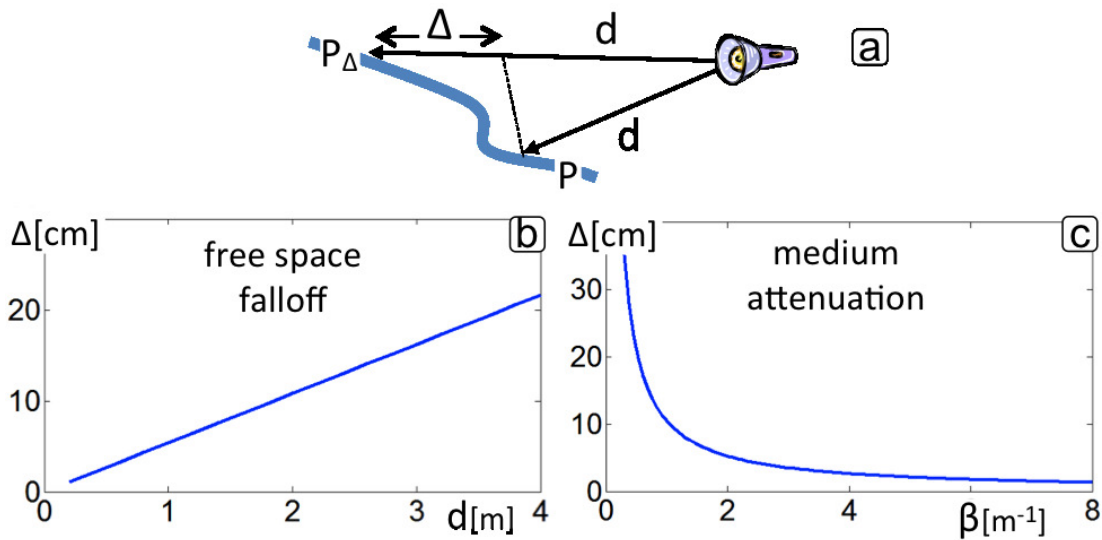 Δ
d
a
P_Δ
d
P
Δ[cm]
free space
falloff
b
20
10
0
0
1
2
3
4
d[m]
Δ[cm]
medium
attenuation
c
30
20
10
0
0
2
4
8
β[m⁻¹]